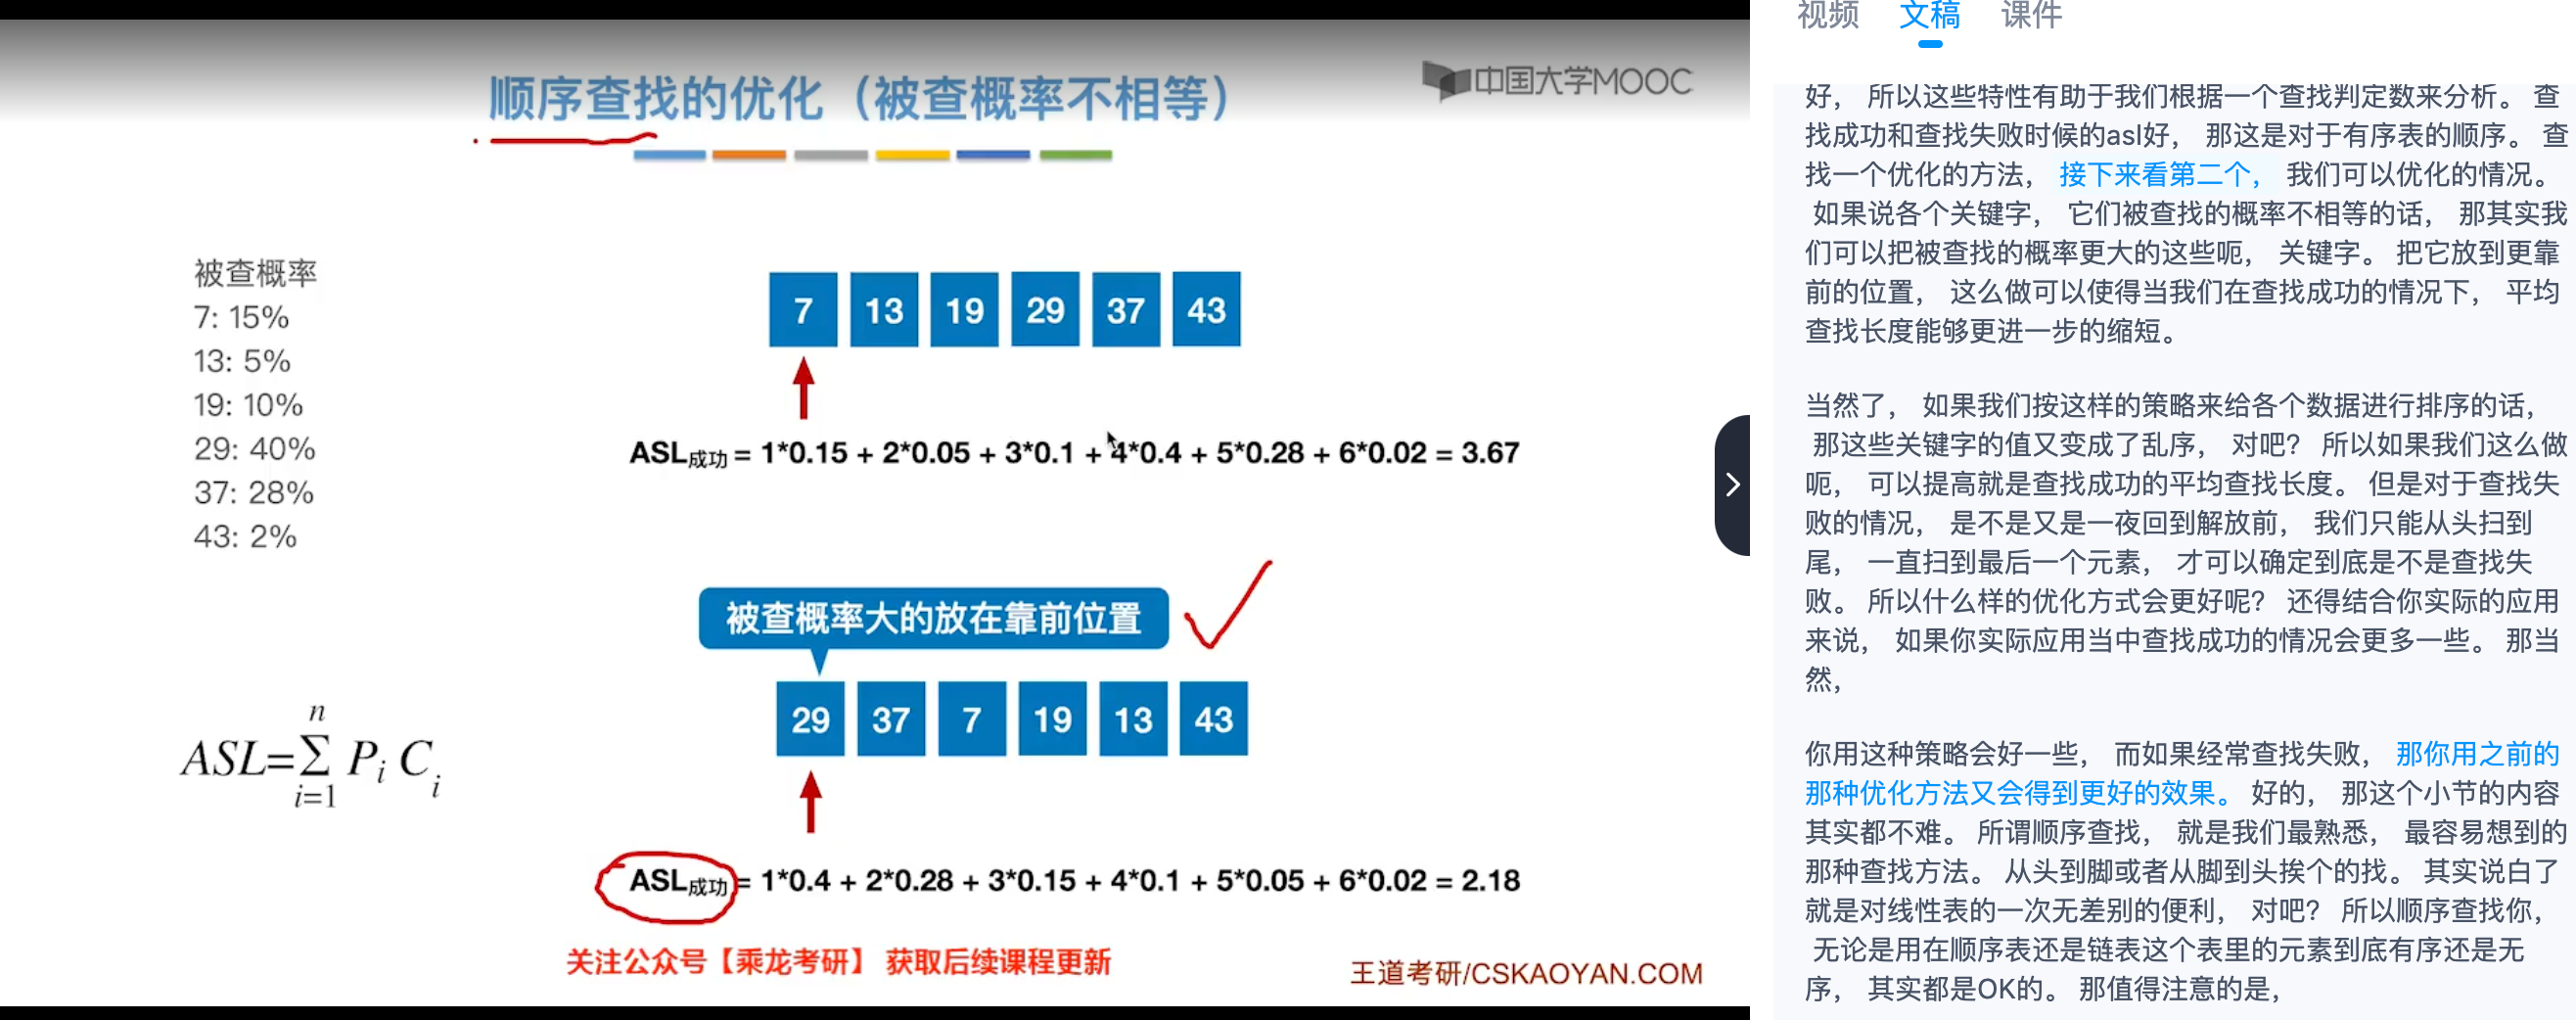 顺序查找的优化（被查概率不相等）
中国大学MOOC
被查概率
7: 15%
13: 5%
19: 10%
29: 40%
37: 28%
43: 2%
7 13 19 29 37 43
ASL成功 = 1*0.15 + 2*0.05 + 3*0.1 + 4*0.4 + 5*0.28 + 6*0.02 = 3.67
被查概率大的放在靠前位置
29 37 7 19 13 43
ASL=Σ Pi Ci
n
i=1
ASL成功 = 1*0.4 + 2*0.28 + 3*0.15 + 4*0.1 + 5*0.05 + 6*0.02 = 2.18
关注公众号【乘龙考研】 获取后续课程更新
王道考研/CSKAOYAN.COM
视频 文稿 课件
好， 所以这些特性有助于我们根据一个查找判定数来分析。 查
找成功和查找失败时候的asl好， 那这是对于有序表的顺序。 查
找一个优化的方法， 接下来看第二个， 我们可以优化的情况。
如果说各个关键字， 它们被查找的概率不相等的话， 那其实我
们可以把被查找的概率更大的这些呃， 关键字。 把它放到更靠
前的位置， 这么做可以使得当我们在查找成功的情况下， 平均
查找长度能够更进一步的缩短。
当然了， 如果我们按这样的策略来给各个数据进行排序的话，
那这些关键字的值又变成了乱序， 对吧？ 所以如果我们这么做
呃， 可以提高就是查找成功的平均查找长度。 但是对于查找失
败的情况， 是不是又是一夜回到解放前， 我们只能从头扫到
尾， 一直扫到最后一个元素， 才可以确定到底是不是查找失
败。 所以什么样的优化方式会更好呢？ 还得结合你实际的应用
来说， 如果你实际应用当中查找成功的情况会更多一些。 那当
然，
你用这种策略会好一些， 而如果经常查找失败， 那你用之前的
那种优化方法又会得到更好的效果。 好的， 那这个小节的内容
其实都不难。 所谓顺序查找， 就是我们最熟悉， 最容易想到的
那种查找方法。 从头到脚或者从脚到头挨个的找。 其实说白了
就是对线性表的一次无差别的便利， 对吧？ 所以顺序查找你，
无论是用在顺序表还是链表这个表里的元素到底有序还是无
序， 其实都是OK的。 那值得注意的是，